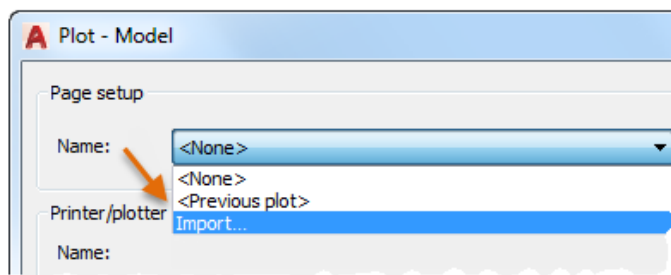 Plot - Model
Page setup
Name:
<None>
<None>
<Previous plot>
Import...
Printer/plotter
Name: